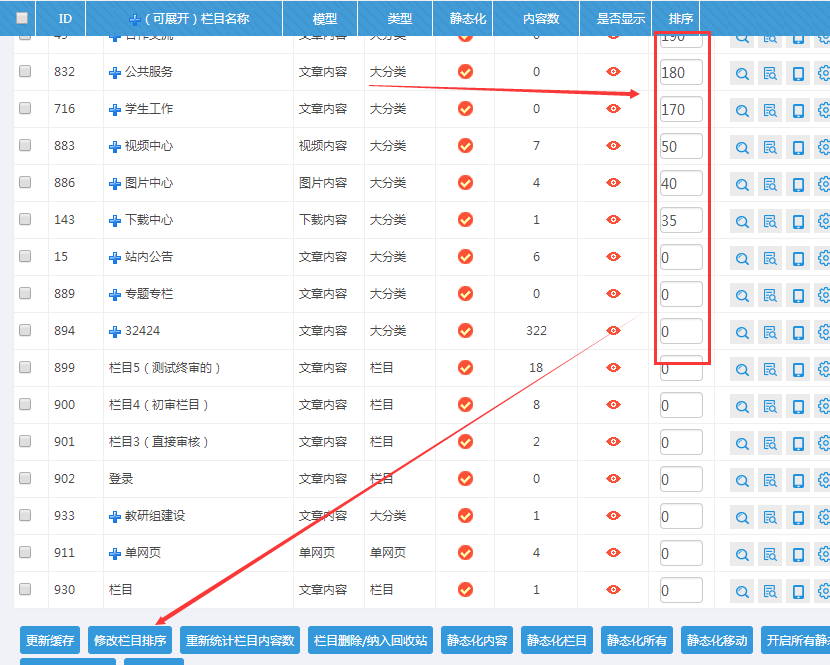 ID （可展开）栏目名称 模型 类型 静态化 内容数 是否显示 排序
49 合作交流 文章内容 大分类 0 190
832 公共服务 文章内容 大分类 0 180
716 学生工作 文章内容 大分类 0 170
883 视频中心 视频内容 大分类 7 50
886 图片中心 图片内容 大分类 4 40
143 下载中心 下载内容 大分类 1 35
15 站内公告 文章内容 大分类 6 0
889 专题专栏 文章内容 大分类 0 0
894 32424 文章内容 大分类 322 0
899 栏目5（测试终审的） 文章内容 栏目 18 0
900 栏目4（初审栏目） 文章内容 栏目 8 0
901 栏目3（直接审核） 文章内容 栏目 2 0
902 登录 文章内容 栏目 0 0
933 教研组建设 文章内容 大分类 1 0
911 单网页 单网页 单网页 4 0
930 栏目 文章内容 栏目 1 0
更新缓存 修改栏目排序 重新统计栏目内容数 栏目删除/纳入回收站 静态化内容 静态化栏目 静态化所有 静态化移动 开启所有静态